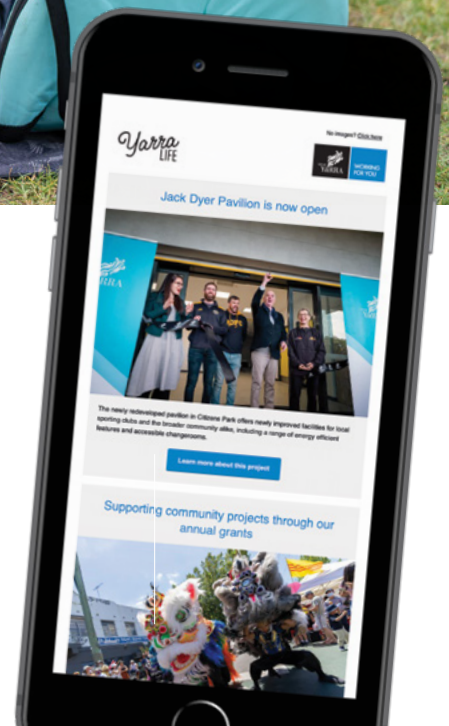 No images? Click here
Yarra
LIFE
YARRA
WORKING
FOR YOU
Jack Dyer Pavilion is now open
RRA
The newly redeveloped pavilion in Citizens Park offers newly improved facilities for local
sporting clubs and the broader community alike, including a range of energy efficient
features and accessible changerooms.
Learn more about this project
Supporting community projects through our
annual grants